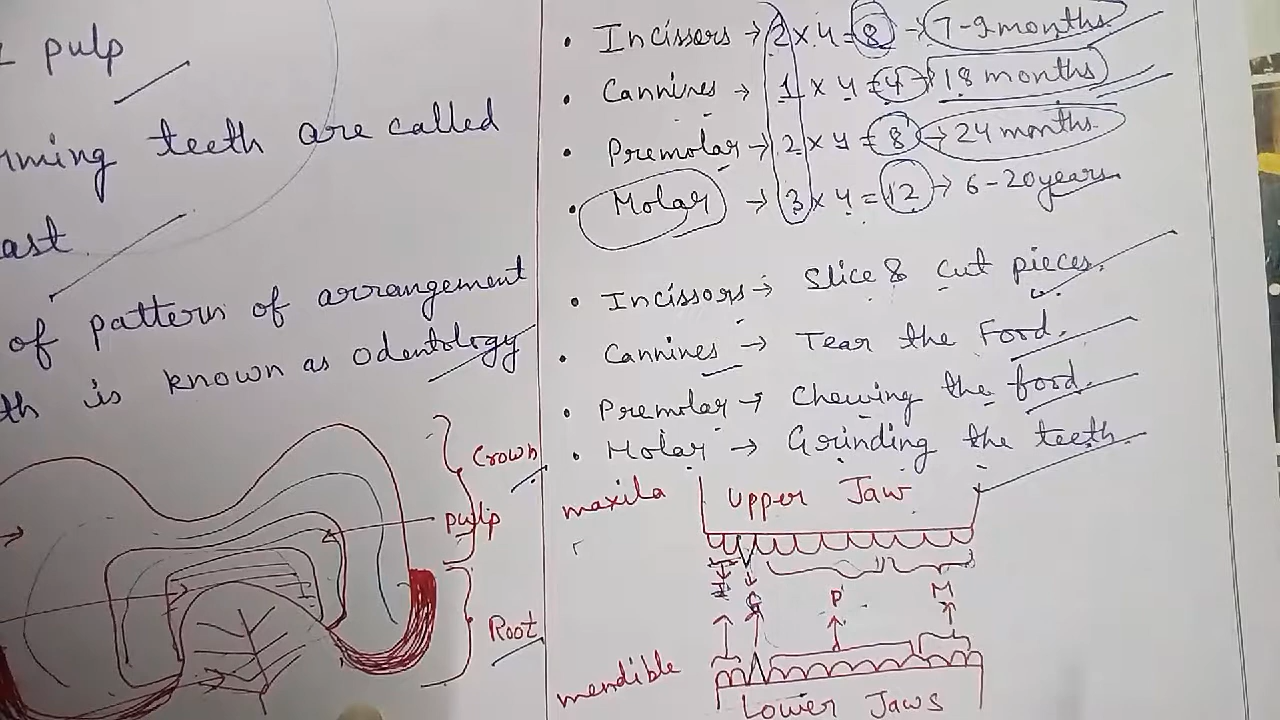 pulp
rming teeth are called
ast.
of pattern of arrangement
th is known as odentology
Crown
pulp
Root
• Incissors → 2 x 4 = 8 → 7-9 months.
• Cannines → 1 x 4 = 4 → 18 months
• Premolar → 2 x 4 = 8 → 24 months.
• Molar → 3 x 4 = 12 → 6-20 years
• Incissors → Slice & cut pieces.
• Cannines → Tear the Food.
• Premolar → Chewing the food.
• Molar → Grinding the teeth.
maxila Upper Jaw
I C P M
mendible Lower Jaws